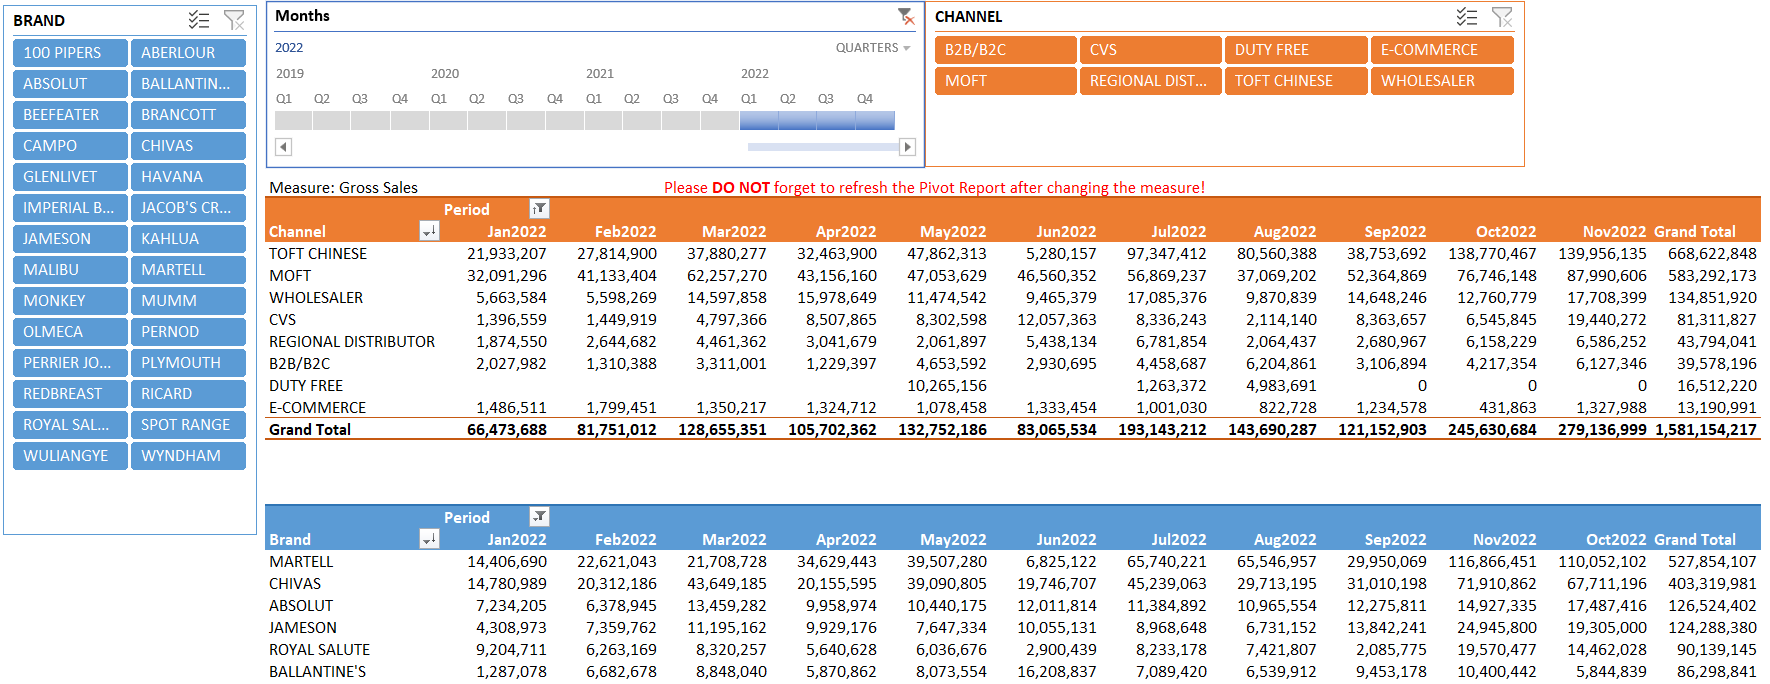 BRAND
100 PIPERS ABERLOUR
ABSOLUT BALLANTIN...
BEEFEATER BRANCOTT
CAMPO CHIVAS
GLENLIVET HAVANA
IMPERIAL B... JACOB'S CR...
JAMESON KAHLUA
MALIBU MARTELL
MONKEY MUMM
OLMECA PERNOD
PERRIER JO... PLYMOUTH
REDBREAST RICARD
ROYAL SAL... SPOT RANGE
WULIANGYE WYNDHAM
Months
2022 QUARTERS
2019 2020 2021 2022
Q1 Q2 Q3 Q4 Q1 Q2 Q3 Q4 Q1 Q2 Q3 Q4 Q1 Q2 Q3 Q4
CHANNEL
B2B/B2C CVS DUTY FREE E-COMMERCE
MOFT REGIONAL DIST... TOFT CHINESE WHOLESALER
Measure: Gross Sales Please DO NOT forget to refresh the Pivot Report after changing the measure!
Period
Channel Jan2022 Feb2022 Mar2022 Apr2022 May2022 Jun2022 Jul2022 Aug2022 Sep2022 Oct2022 Nov2022 Grand Total
TOFT CHINESE 21,933,207 27,814,900 37,880,277 32,463,900 47,862,313 5,280,157 97,347,412 80,560,388 38,753,692 138,770,467 139,956,135 668,622,848
MOFT 32,091,296 41,133,404 62,257,270 43,156,160 47,053,629 46,560,352 56,869,237 37,069,202 52,364,869 76,746,148 87,990,606 583,292,173
WHOLESALER 5,663,584 5,598,269 14,597,858 15,978,649 11,474,542 9,465,379 17,085,376 9,870,839 14,648,246 12,760,779 17,708,399 134,851,920
CVS 1,396,559 1,449,919 4,797,366 8,507,865 8,302,598 12,057,363 8,336,243 2,114,140 8,363,657 6,545,845 19,440,272 81,311,827
REGIONAL DISTRIBUTOR 1,874,550 2,644,682 4,461,362 3,041,679 2,061,897 5,438,134 6,781,854 2,064,437 2,680,967 6,158,229 6,586,252 43,794,041
B2B/B2C 2,027,982 1,310,388 3,311,001 1,229,397 4,653,592 2,930,695 4,458,687 6,204,861 3,106,894 4,217,354 6,127,346 39,578,196
DUTY FREE 10,265,156 1,263,372 4,983,691 0 0 0 16,512,220
E-COMMERCE 1,486,511 1,799,451 1,350,217 1,324,712 1,078,458 1,333,454 1,001,030 822,728 1,234,578 431,863 1,327,988 13,190,991
Grand Total 66,473,688 81,751,012 128,655,351 105,702,362 132,752,186 83,065,534 193,143,212 143,690,287 121,152,903 245,630,684 279,136,999 1,581,154,217
Period
Brand Jan2022 Feb2022 Mar2022 Apr2022 May2022 Jun2022 Jul2022 Aug2022 Sep2022 Nov2022 Oct2022 Grand Total
MARTELL 14,406,690 22,621,043 21,708,728 34,629,443 39,507,280 6,825,122 65,740,221 65,546,957 29,950,069 116,866,451 110,052,102 527,854,107
CHIVAS 14,780,989 20,312,186 43,649,185 20,155,595 39,090,805 19,746,707 45,239,063 29,713,195 31,010,198 71,910,862 67,711,196 403,319,981
ABSOLUT 7,234,205 6,378,945 13,459,282 9,958,974 10,440,175 12,011,814 11,384,892 10,965,554 12,275,811 14,927,335 17,487,416 126,524,402
JAMESON 4,308,973 7,359,762 11,195,162 9,929,176 7,647,334 10,055,131 8,968,648 6,731,152 13,842,241 24,945,800 19,305,000 124,288,380
ROYAL SALUTE 9,204,711 6,263,169 8,320,257 5,640,628 6,036,676 2,900,439 8,233,178 7,421,807 2,085,775 19,570,477 14,462,028 90,139,145
BALLANTINE'S 1,287,078 6,682,678 8,848,040 5,870,862 8,073,554 16,208,837 7,089,420 6,539,912 9,453,178 10,400,442 5,844,839 86,298,841